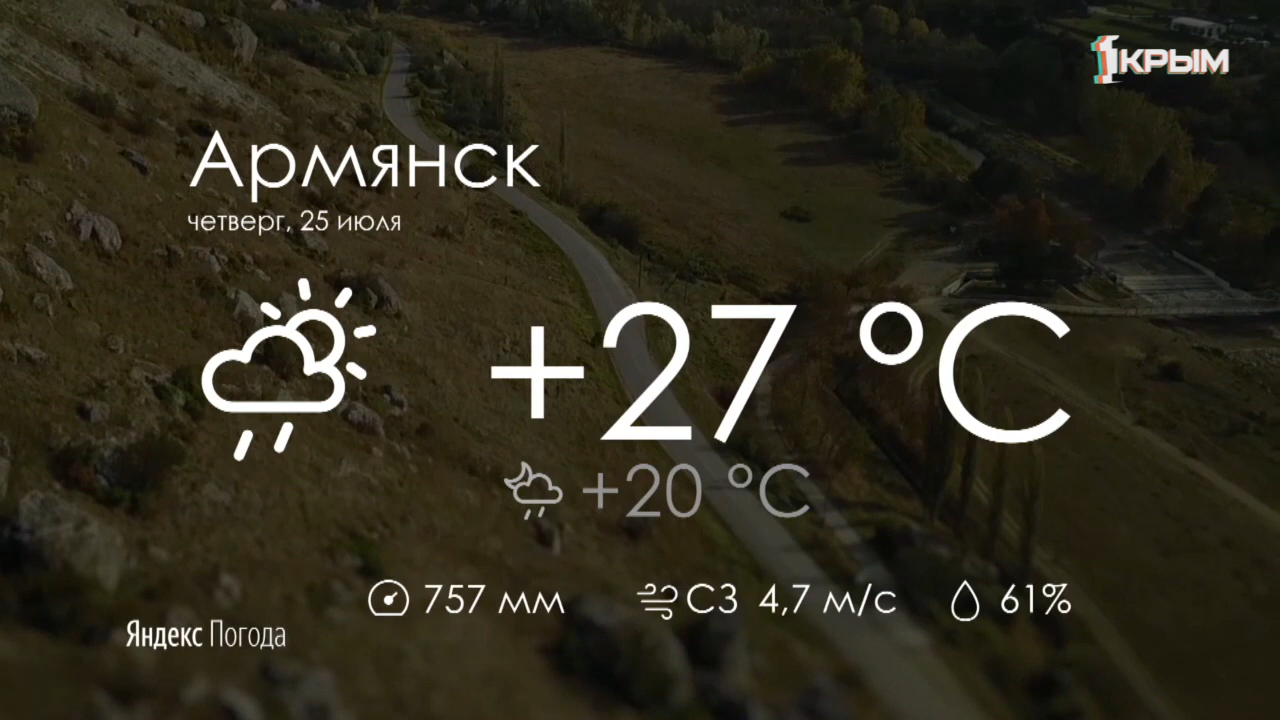 1КРЫМ
Армянск
четверг, 25 июля
+27 °C
+20 °C
757 мм СЗ 4,7 м/с 61%
Яндекс Погода